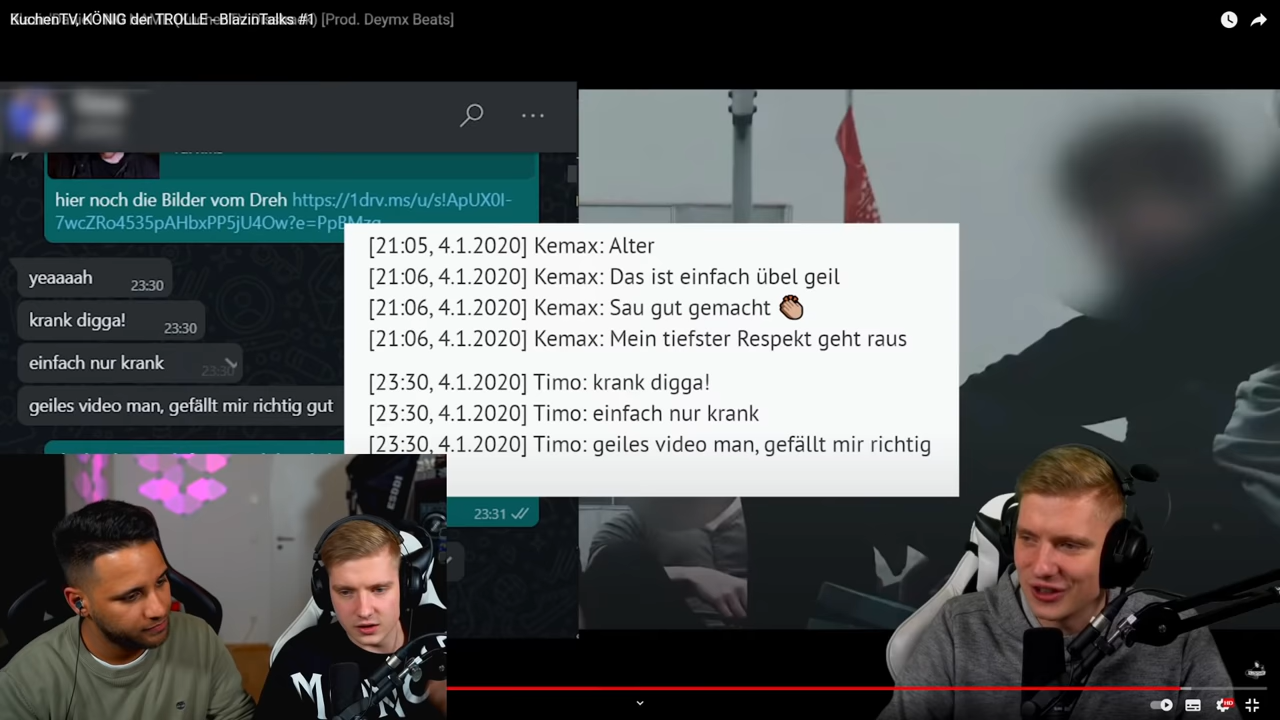 KuchenTV, KÖNIG der TROLLE - BlazinTalks #1
[Prod. Deymx Beats]
hier noch die Bilder vom Dreh https://1drv.ms/u/s!ApUX0I-
7wcZRo4535pAHbxPP5jU4Ow?e=PpBMzg
yeaaaah 23:30
krank digga! 23:30
einfach nur krank 23:30
geiles video man, gefällt mir richtig gut
[21:05, 4.1.2020] Kemax: Alter
[21:06, 4.1.2020] Kemax: Das ist einfach übel geil
[21:06, 4.1.2020] Kemax: Sau gut gemacht 👏🏽
[21:06, 4.1.2020] Kemax: Mein tiefster Respekt geht raus
[23:30, 4.1.2020] Timo: krank digga!
[23:30, 4.1.2020] Timo: einfach nur krank
[23:30, 4.1.2020] Timo: geiles video man, gefällt mir richtig
23:31
HD